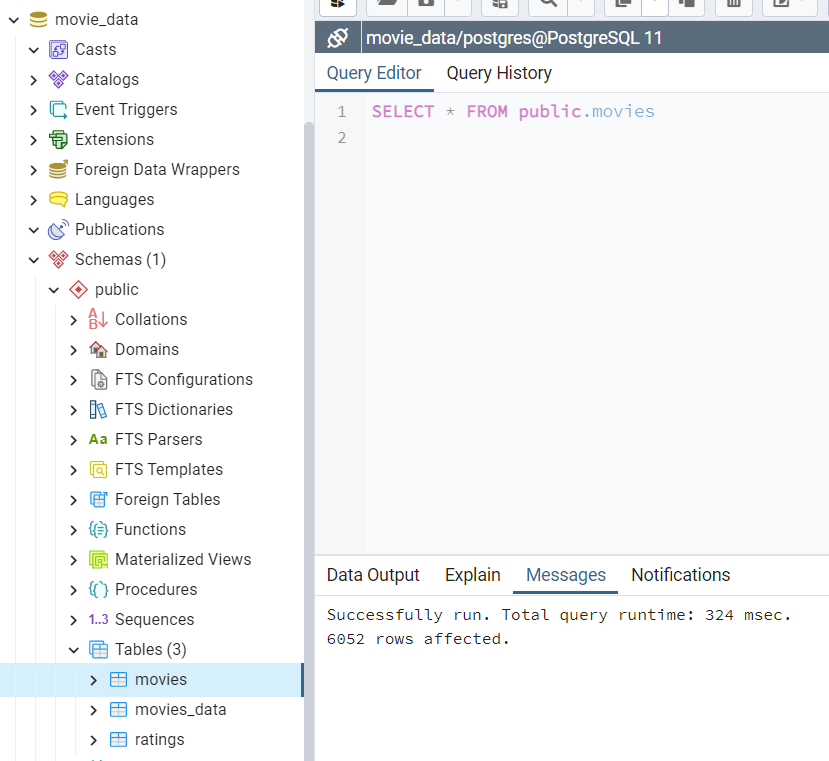 movie_data
Casts
Catalogs
Event Triggers
Extensions
Foreign Data Wrappers
Languages
Publications
Schemas (1)
public
Collations
Domains
FTS Configurations
FTS Dictionaries
Aa FTS Parsers
FTS Templates
Foreign Tables
Functions
Materialized Views
Procedures
1..3 Sequences
Tables (3)
movies
movies_data
ratings
movie_data/postgres@PostgreSQL 11
Query Editor Query History
1 SELECT * FROM public.movies
2
Data Output Explain Messages Notifications
Successfully run. Total query runtime: 324 msec.
6052 rows affected.